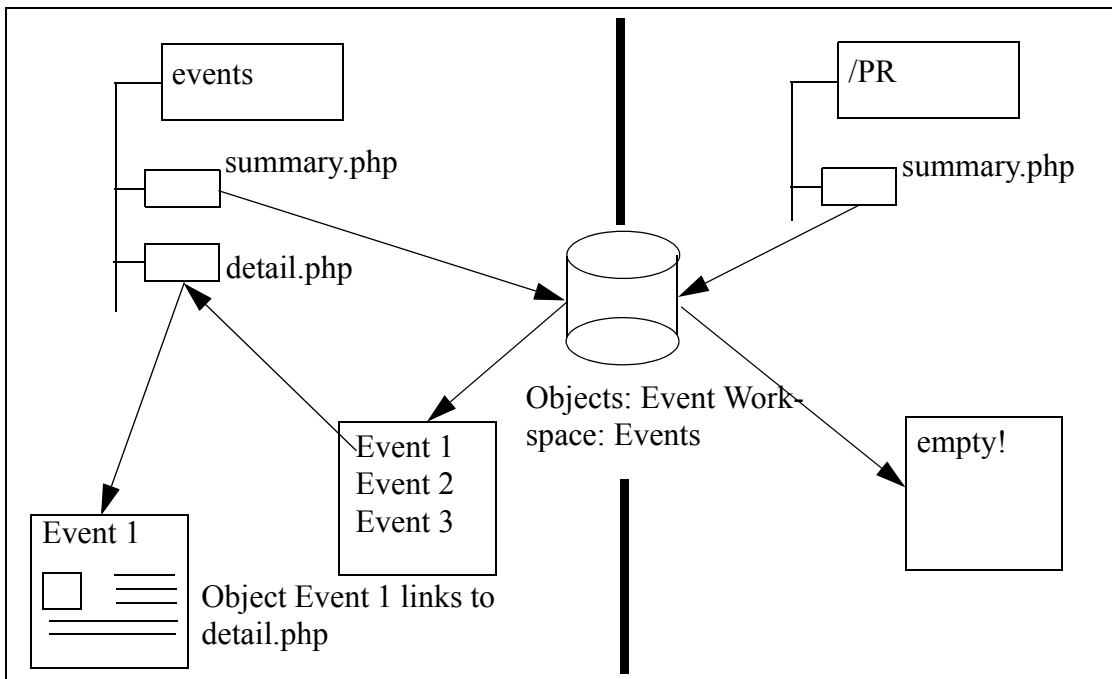 events
summary.php
detail.php
/PR
summary.php
Objects: Event Work-
space: Events
Event 1
Event 2
Event 3
empty!
Event 1
Object Event 1 links to
detail.php